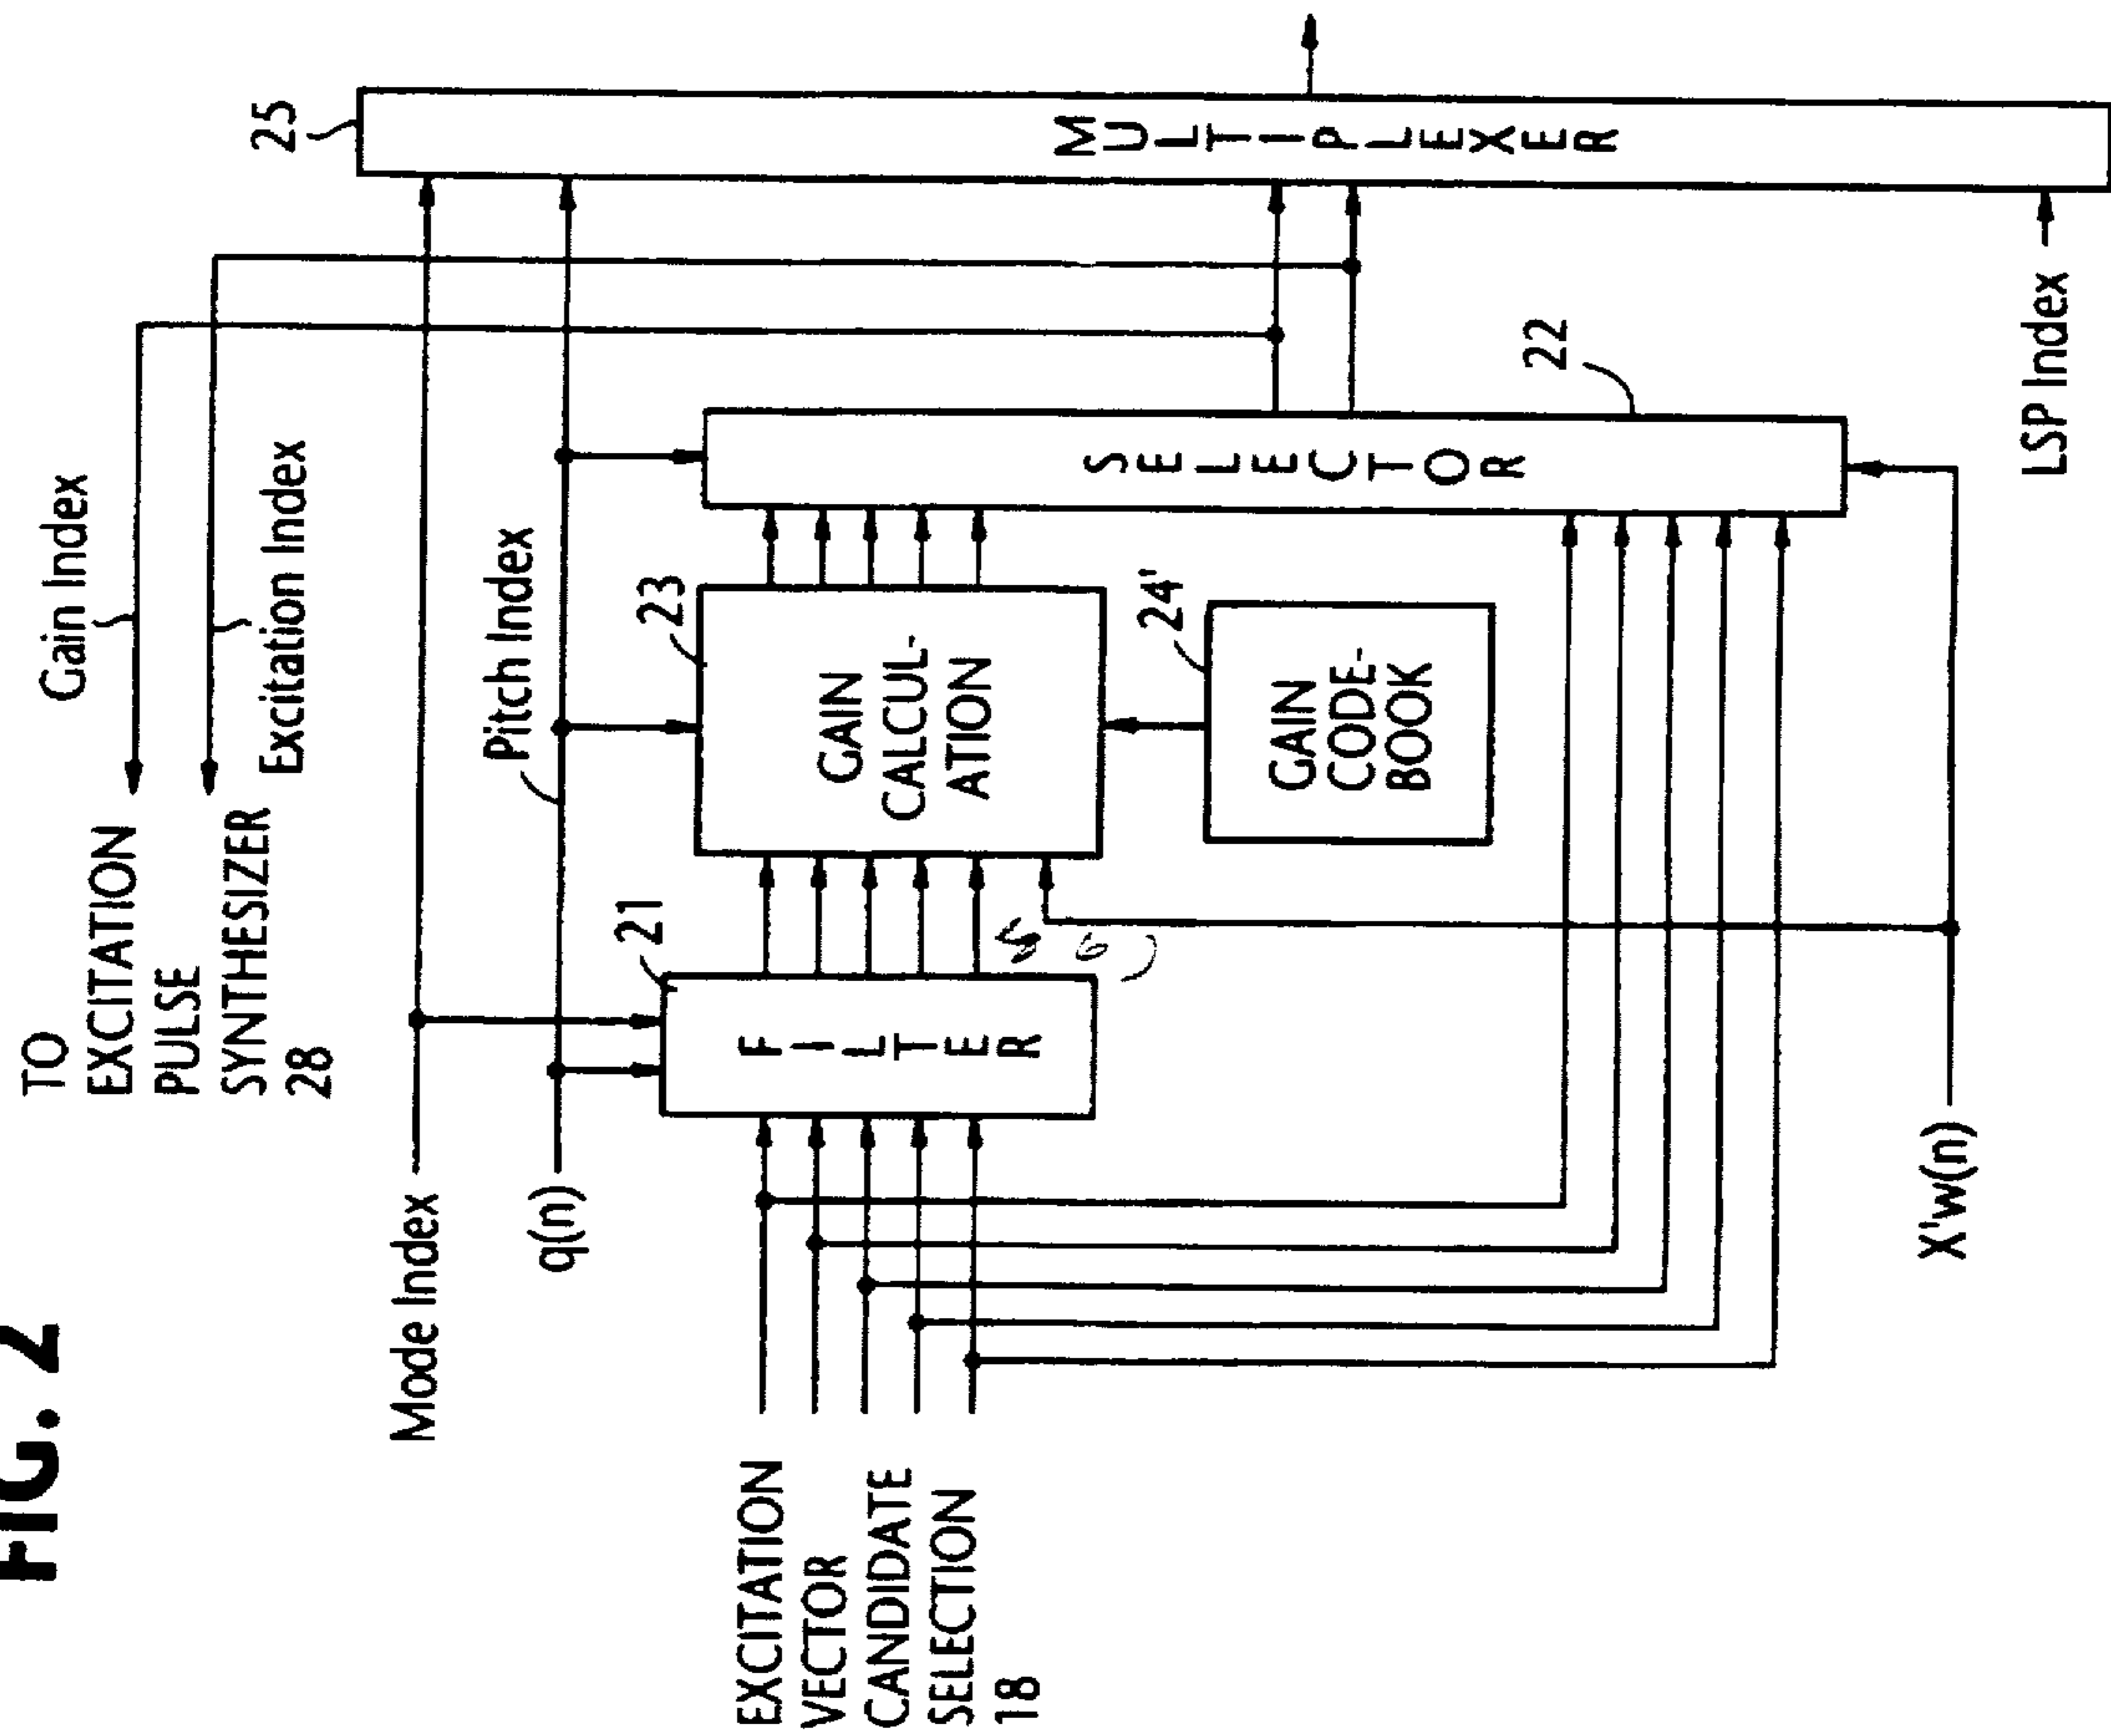 FIG. 2
TO
EXCITATION
PULSE
SYNTHESIZER
28
Gain Index
Excitation Index
25
MULTIPLEXER
Mode Index
Pitch Index
q(n)
21
FILTER
23
GAIN
CALCUL-
ATION
24'
GAIN
CODE-
BOOK
SELECTOR
22
EXCITATION
VECTOR
CANDIDATE
SELECTION
18
X'w(n)
LSP Index